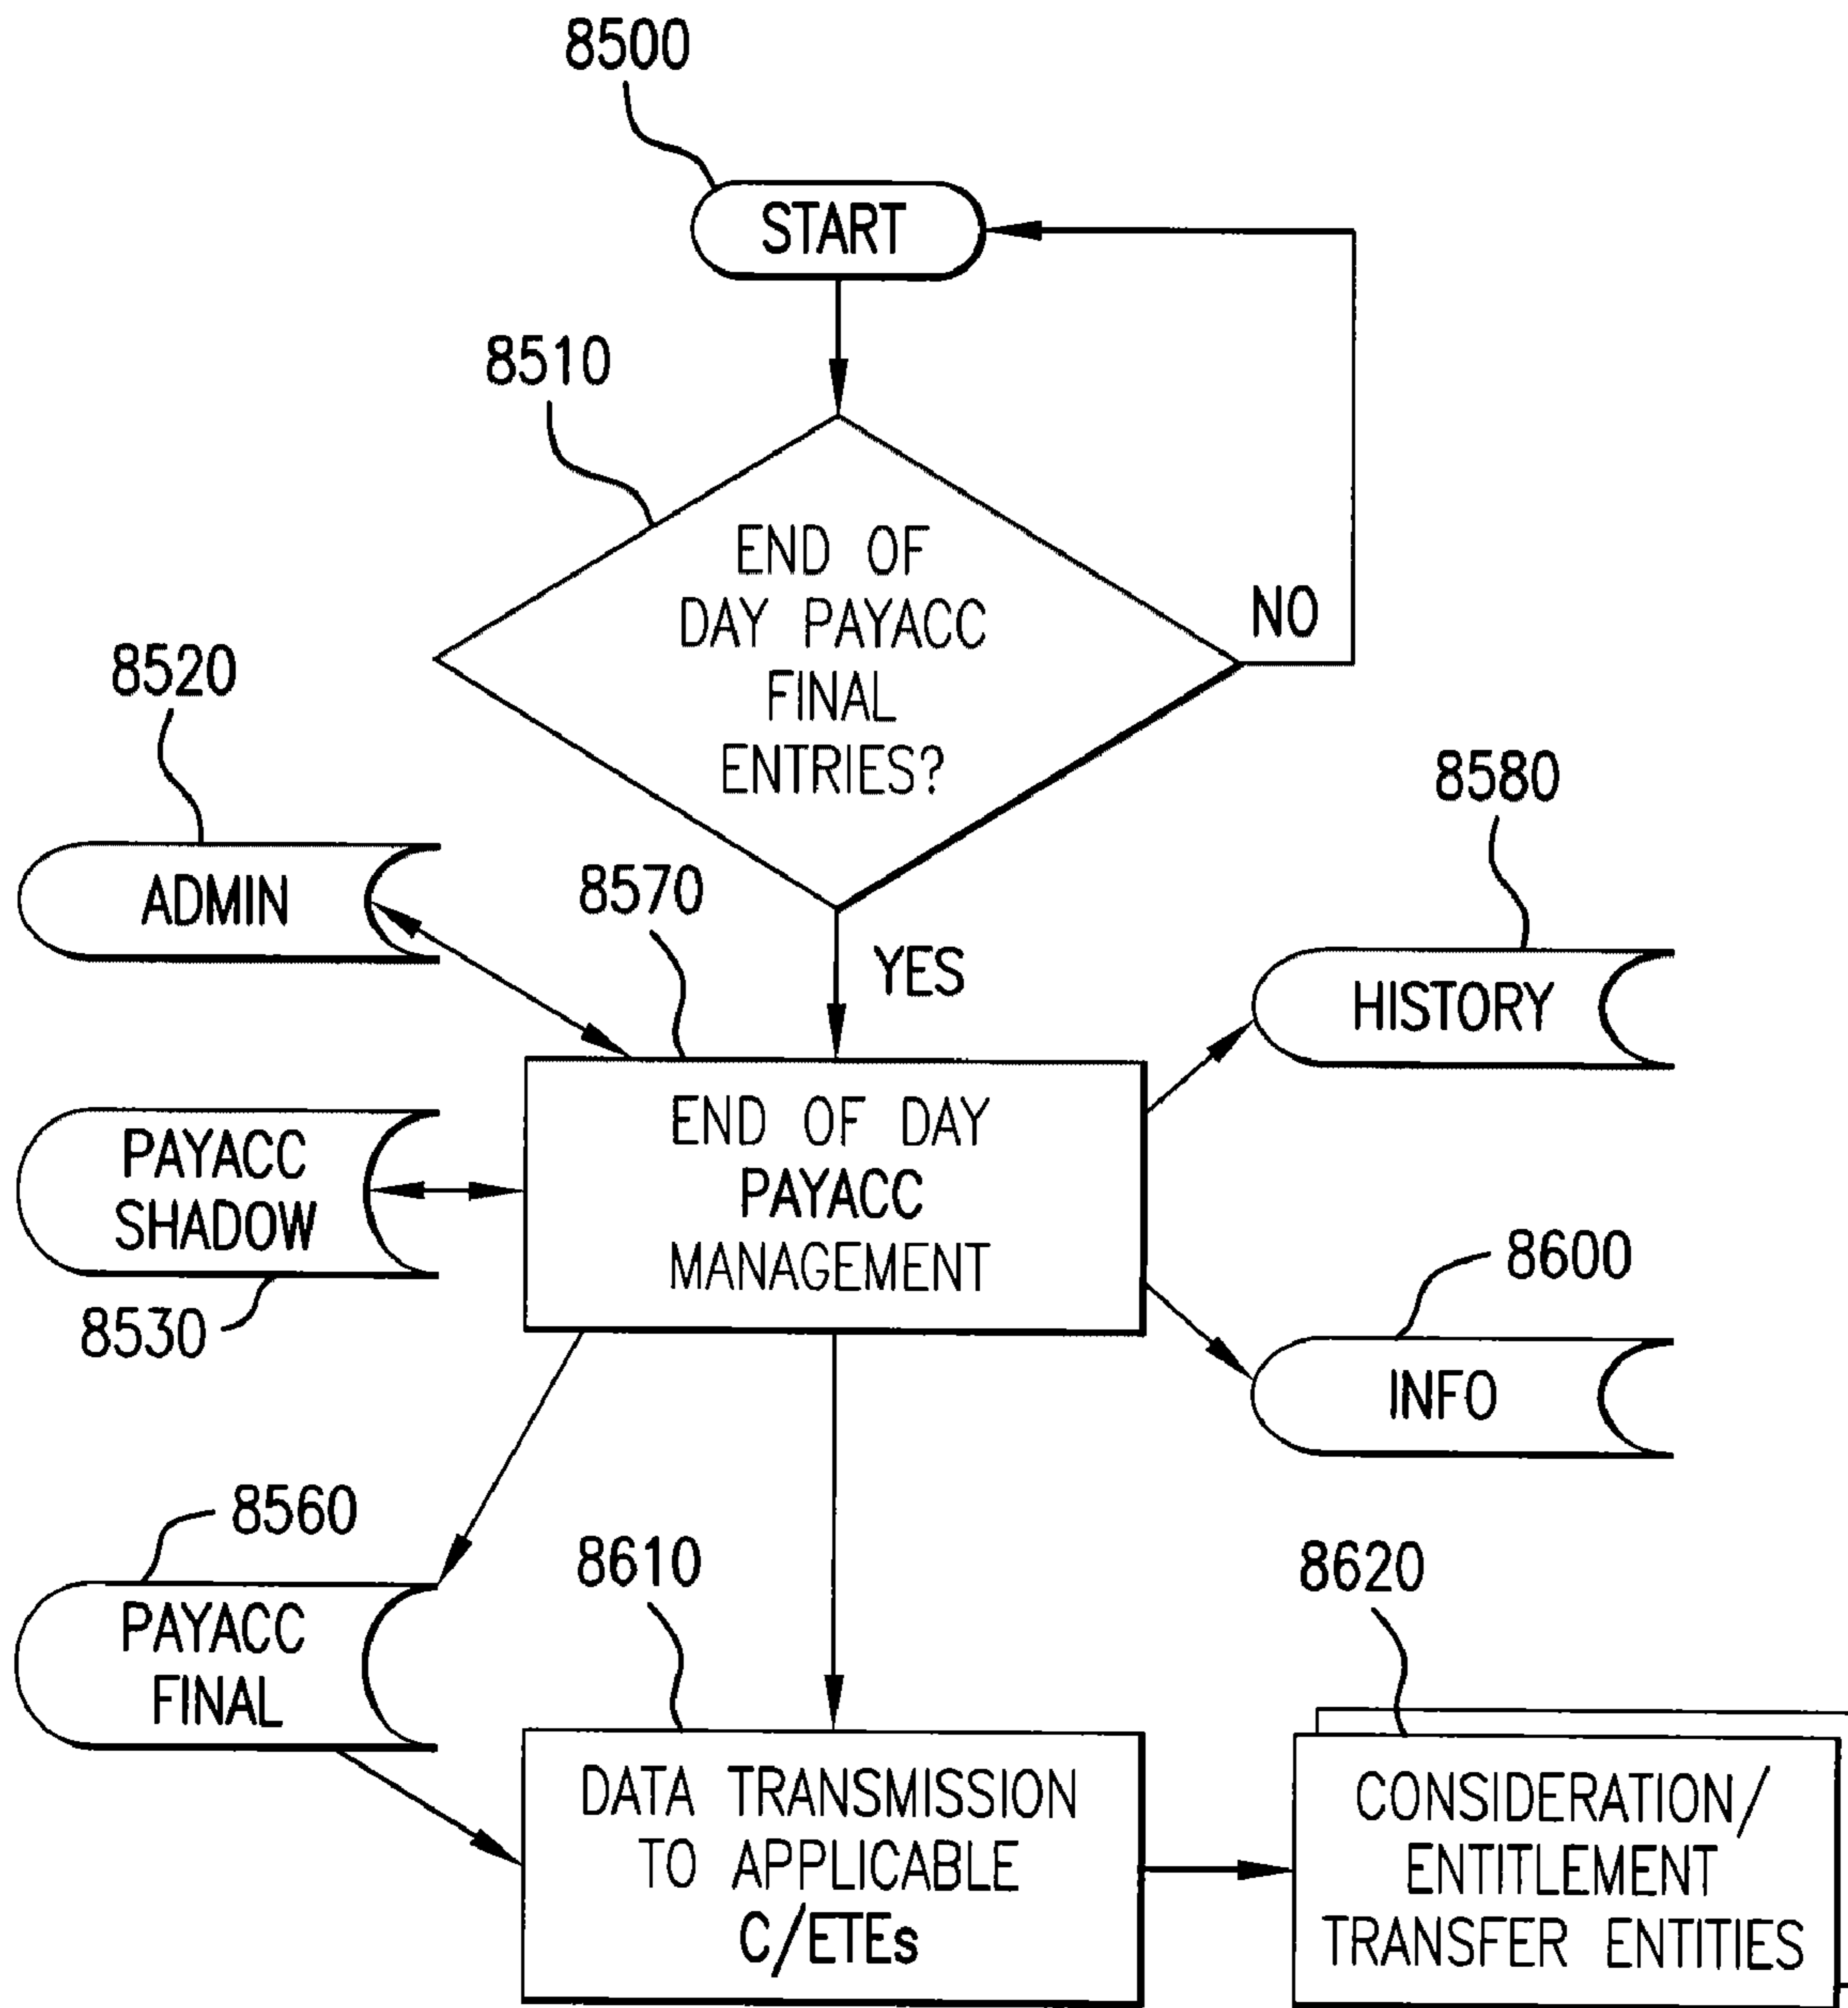 8500
START
8510
END OF
DAY PAYACC
FINAL
ENTRIES?
NO
8520
ADMIN
8570
YES
8580
HISTORY
PAYACC
SHADOW
8530
END OF DAY
PAYACC
MANAGEMENT
8600
INFO
8560
PAYACC
FINAL
8610
DATA TRANSMISSION
TO APPLICABLE
C/ETEs
8620
CONSIDERATION/
ENTITLEMENT
TRANSFER ENTITIES